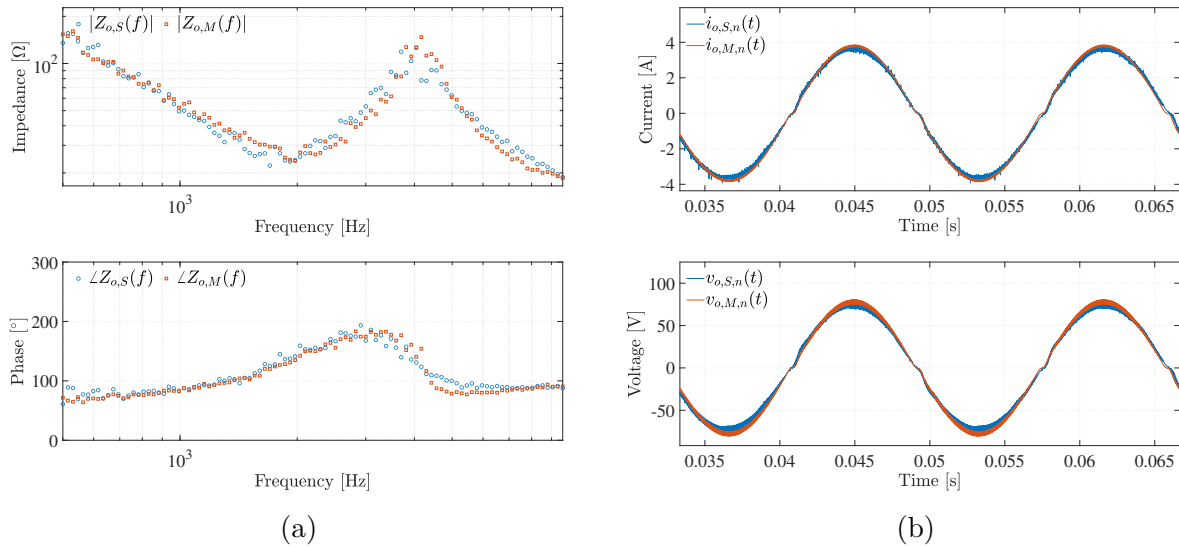 |Z_{o,S}(f)| |Z_{o,M}(f)|
10^2
Impedance [Ω]
10^3
Frequency [Hz]
∠Z_{o,S}(f) ∠Z_{o,M}(f)
300
200
100
0
Phase [°]
10^3
Frequency [Hz]
(a)
i_{o,S,n}(t)
i_{o,M,n}(t)
4
2
0
-2
-4
Current [A]
0.035 0.04 0.045 0.05 0.055 0.06 0.065
Time [s]
v_{o,S,n}(t)
v_{o,M,n}(t)
100
50
0
-50
Voltage [V]
0.035 0.04 0.045 0.05 0.055 0.06 0.065
Time [s]
(b)